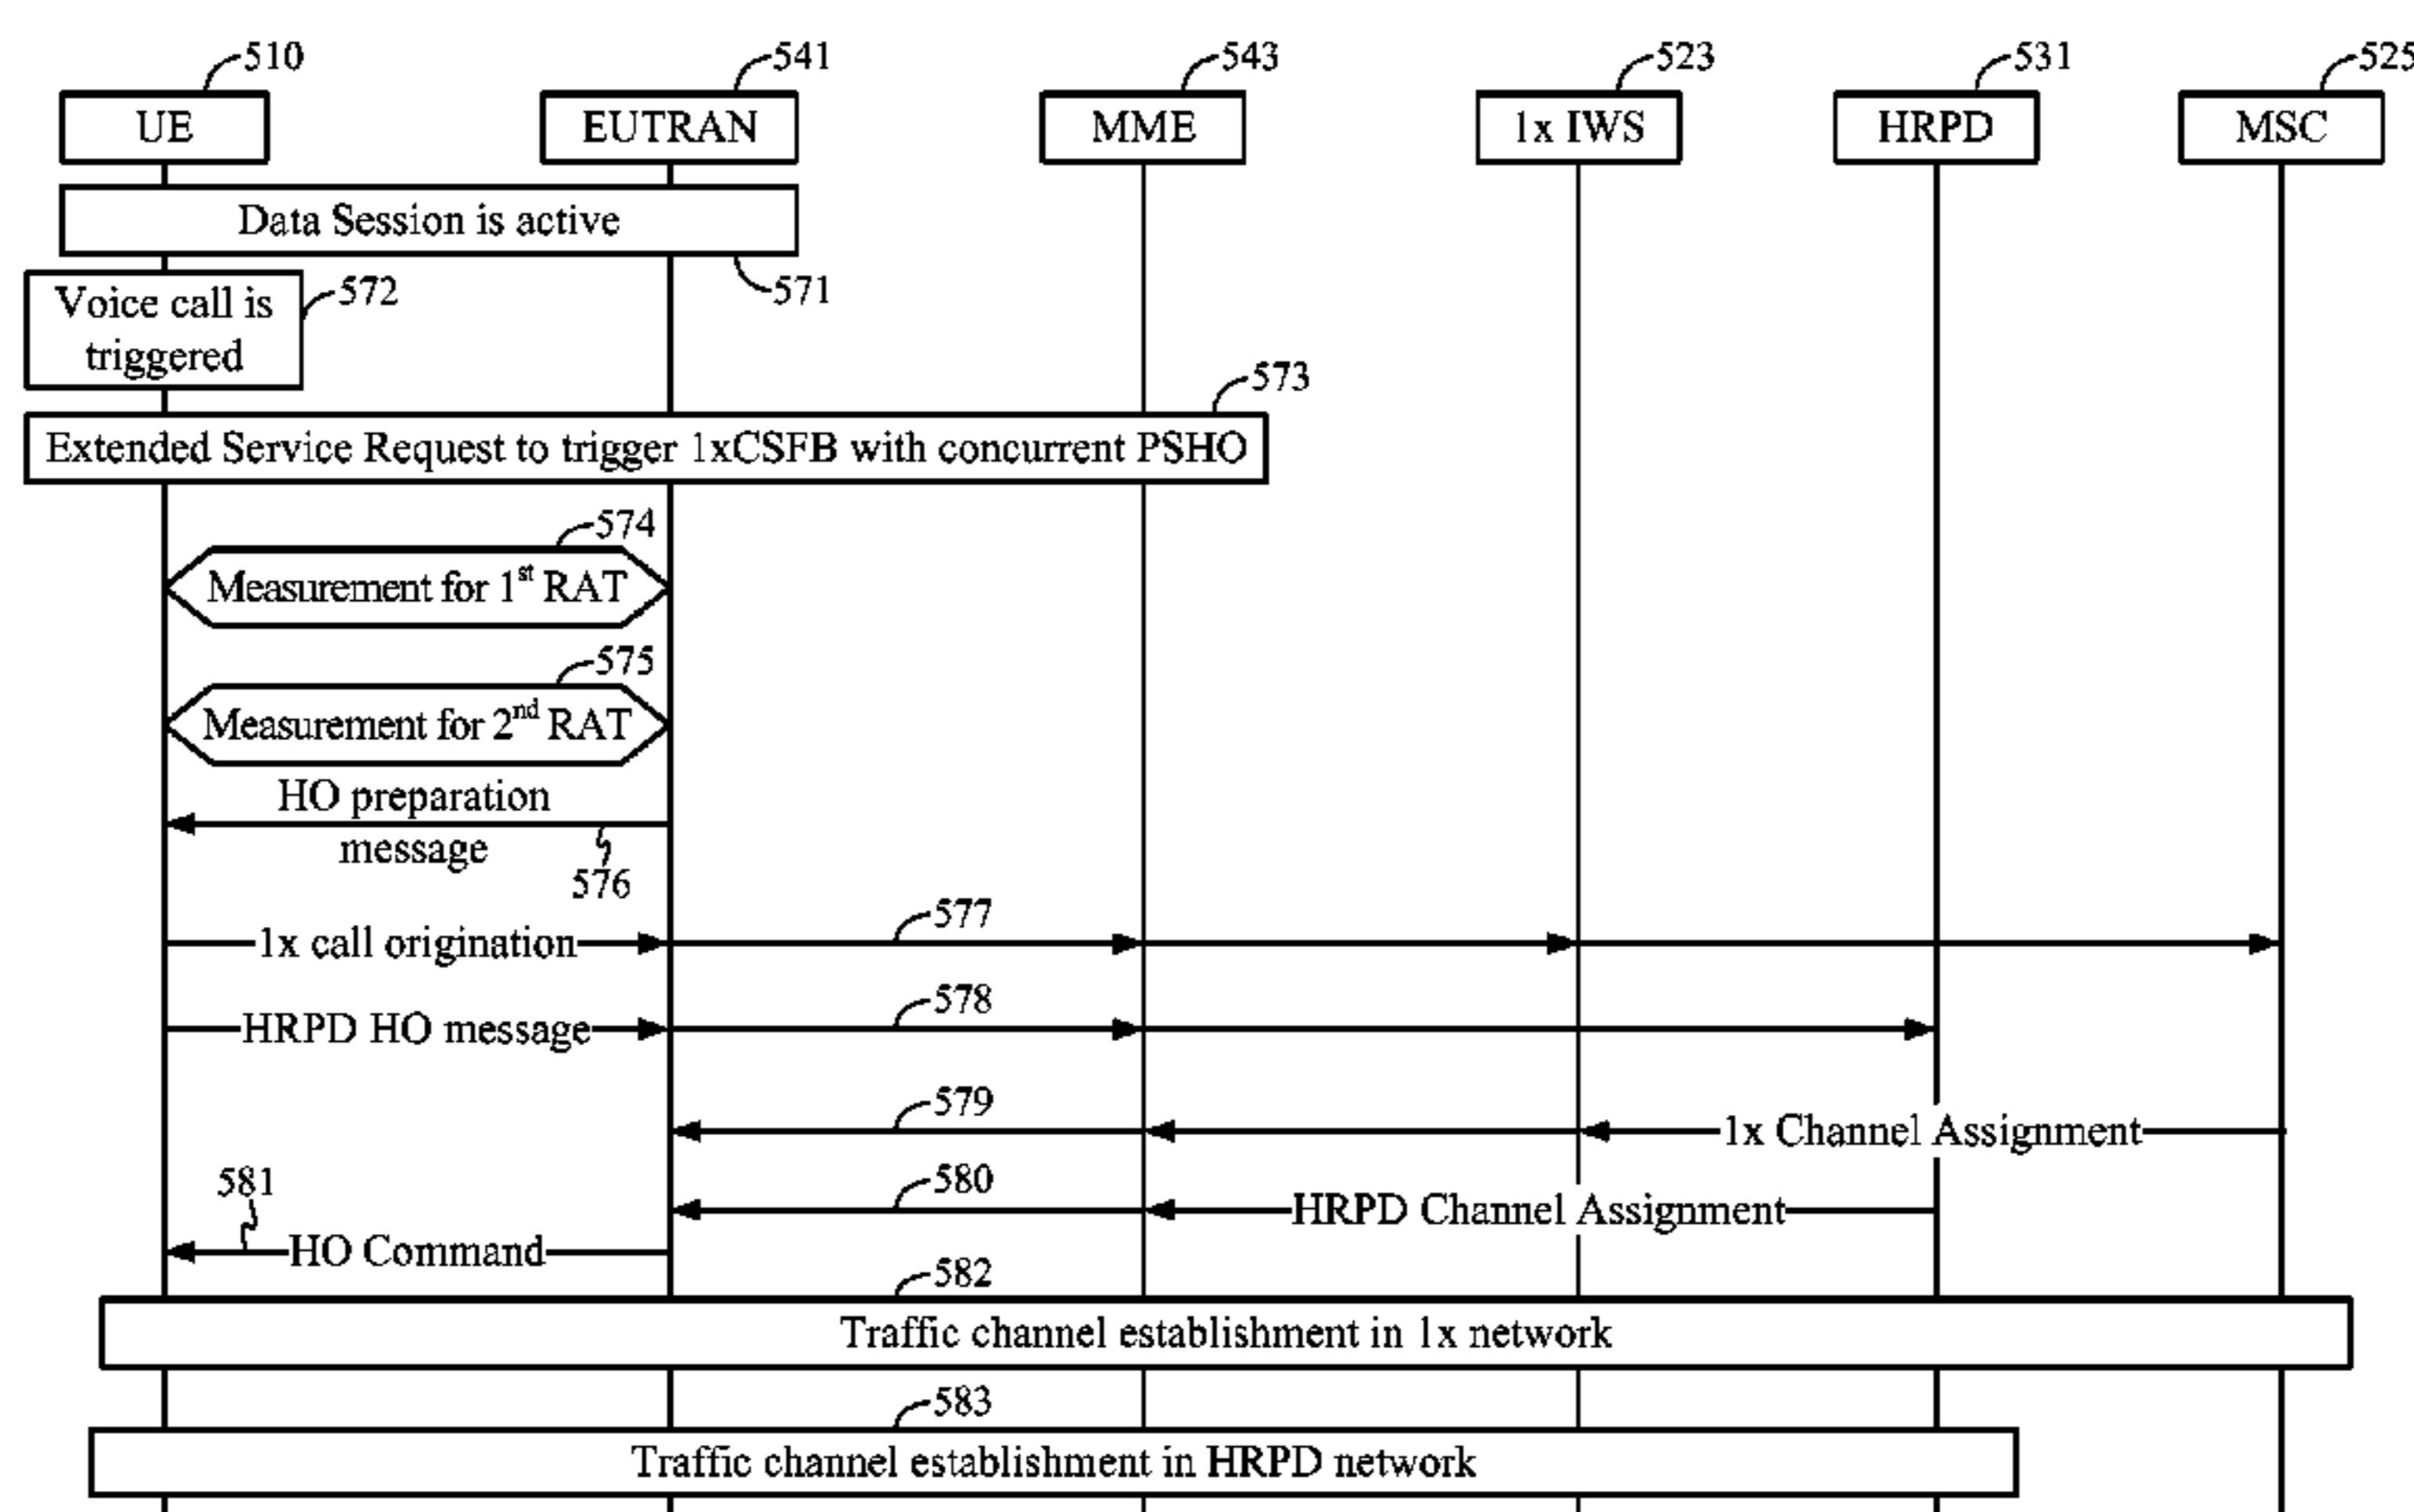 510
541
543
523
531
525
UE
EUTRAN
MME
1x IWS
HRPD
MSC
Data Session is active
571
Voice call is
triggered
572
573
Extended Service Request to trigger 1xCSFB with concurrent PSHO
574
Measurement for 1st RAT
575
Measurement for 2nd RAT
HO preparation
message
576
577
1x call origination
578
HRPD HO message
579
1x Channel Assignment
580
HRPD Channel Assignment
581
HO Command
582
Traffic channel establishment in 1x network
583
Traffic channel establishment in HRPD network